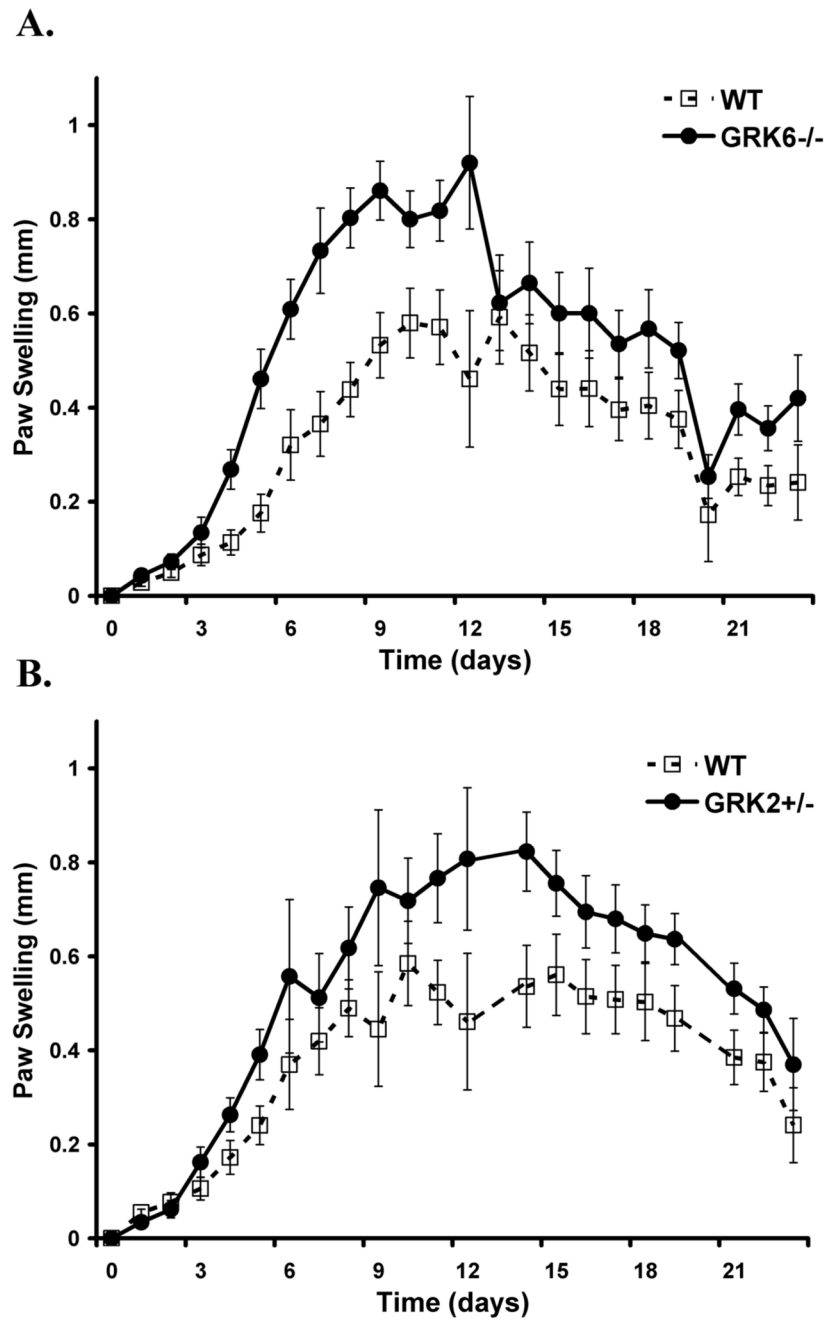 A.
WT
GRK6-/-
1
0.8
0.6
0.4
0.2
0
Paw Swelling (mm)
0 3 6 9 12 15 18 21
Time (days)
B.
WT
GRK2+/-
1
0.8
0.6
0.4
0.2
0
Paw Swelling (mm)
0 3 6 9 12 15 18 21
Time (days)